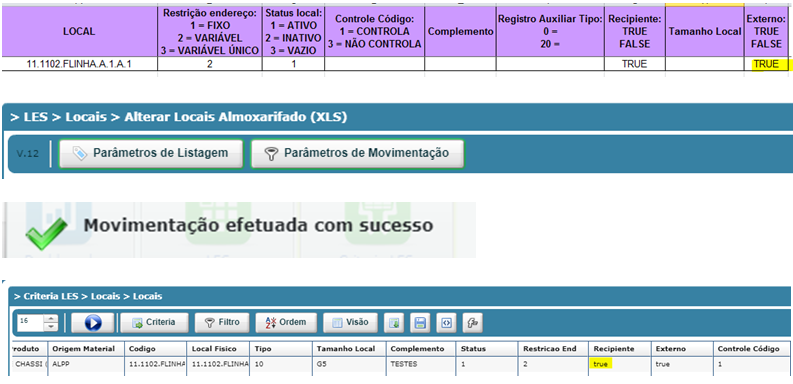 LOCAL
Restrição endereço:
1 = FIXO
2 = VARIÁVEL
3 = VARIÁVEL ÚNICO
Status local:
1 = ATIVO
2 = INATIVO
3 = VAZIO
Controle Código:
1 = CONTROLA
3 = NÃO CONTROLA
Complemento
Registro Auxiliar Tipo:
0 =
20 =
Recipiente:
TRUE
FALSE
Tamanho Local
Externo:
TRUE
FALSE
11.1102.FLINHA.A.1.A.1 2 1 TRUE TRUE
> LES > Locais > Alterar Locais Almoxarifado (XLS)
V.12 Parâmetros de Listagem Parâmetros de Movimentação
Movimentação efetuada com sucesso
> Criteria LES > Locais > Locais
16 Criteria Filtro Ordem Visão
roduto Origem Material Codigo Local Fisico Tipo Tamanho Local Complemento Status Restricao End Recipiente Externo Controle Código
CHASSI ( ALPP 11.1102.FLINHA 11.1102.FLINHA 10 G5 TESTES 1 2 true true 1